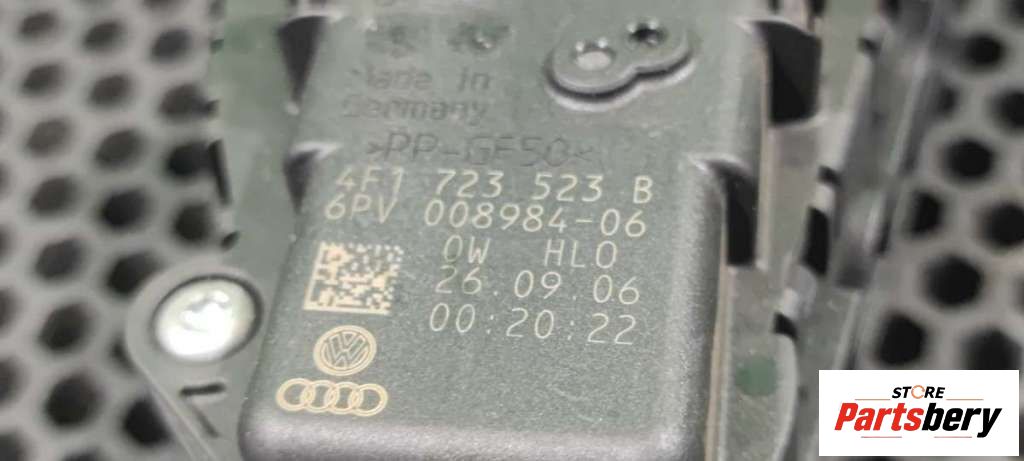 Made in
Germany
>PP-GF50<
4F1 723 523 B
6PV 008984-06
0W HLO
26.09.06
00:20:22
STORE
Partsbery